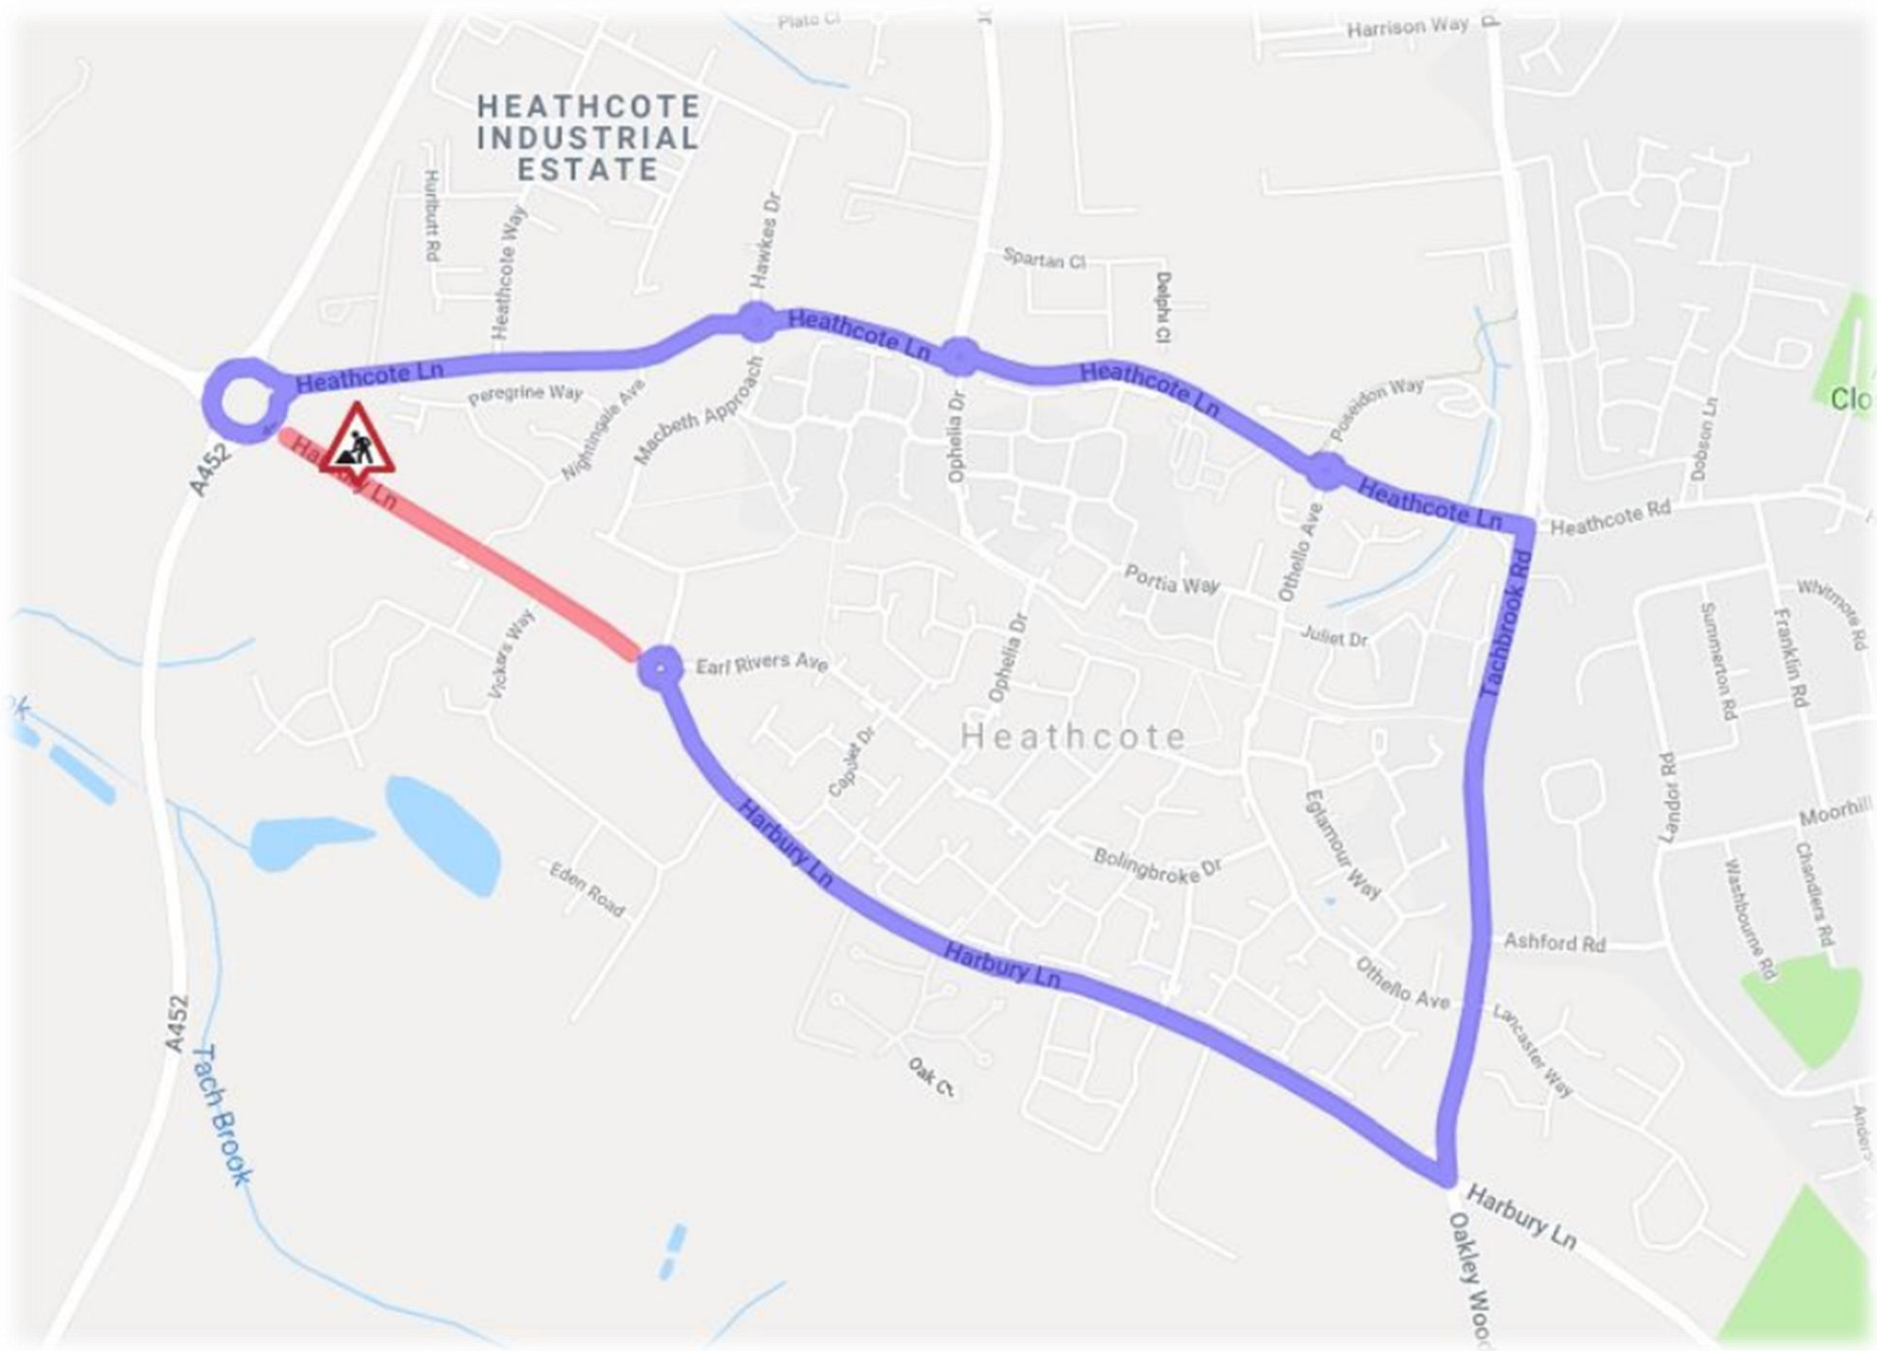 Plato Cl
Harrison Way
HEATHCOTE
INDUSTRIAL
ESTATE
Hurlbutt Rd
Heathcote Way
Hawkes Dr
Spartan Cl
Delphi Cl
Heathcote Ln
Heathcote Ln
Heathcote Ln
Heathcote Ln
Peregrine Way
Nightingale Ave
Macbeth Approach
Ophelia Dr
Poseidon Way
Clo
Dobson Ln
Heathcote Rd
A452
Ln
Othello Ave
Portia Way
Juliet Dr
Tachbrook Rd
Whitmore Rd
Summerton Rd
Franklin Rd
Vickers Way
Earl Rivers Ave
Ophelia Dr
Heathcote
Capulet Dr
Landor Rd
Moorhill
Eglamour Way
Harbury Ln
Bolingbroke Dr
Eden Road
Washbourne Rd
Chandlers Rd
Harbury Ln
Ashford Rd
Othello Ave
Lancaster Way
A452
Tach Brook
Oak Ct
Anders
Harbury Ln
Oakley Wood